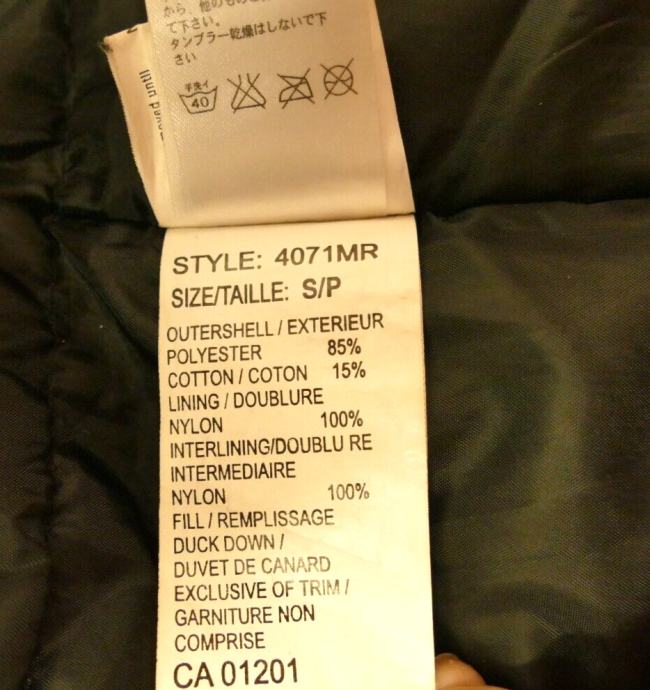 から、他のもの
て下さい。
タンブラー乾燥はしないで下
さい
手洗イ
40
STYLE: 4071MR
SIZE/TAILLE: S/P
OUTERSHELL / EXTERIEUR
POLYESTER 85%
COTTON / COTON 15%
LINING / DOUBLURE
NYLON 100%
INTERLINING/DOUBLU RE
INTERMEDIAIRE
NYLON 100%
FILL / REMPLISSAGE
DUCK DOWN /
DUVET DE CANARD
EXCLUSIVE OF TRIM /
GARNITURE NON
COMPRISE
CA 01201